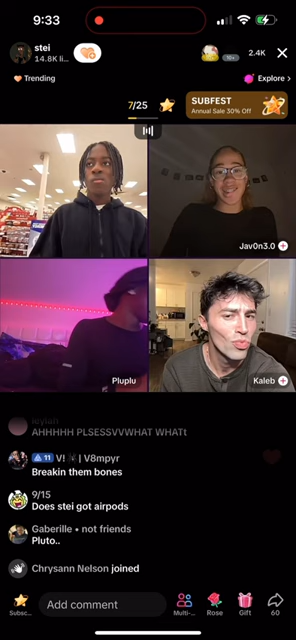 9:33
stei
14.8K li...
10+
2.4K
Trending
Explore >
7/25
SUBFEST
Annual Sale 30% Off
Jav0n3.0
Pluplu
Kaleb
AHHHHH PLSESSVVWHAT WHATt
11 V! | V8mpyr
Breakin them bones
9/15
Does stei got airpods
Gaberille • not friends
Pluto..
Chrysann Nelson joined
Subsc...
Add comment
Multi-...
Rose
Gift
60